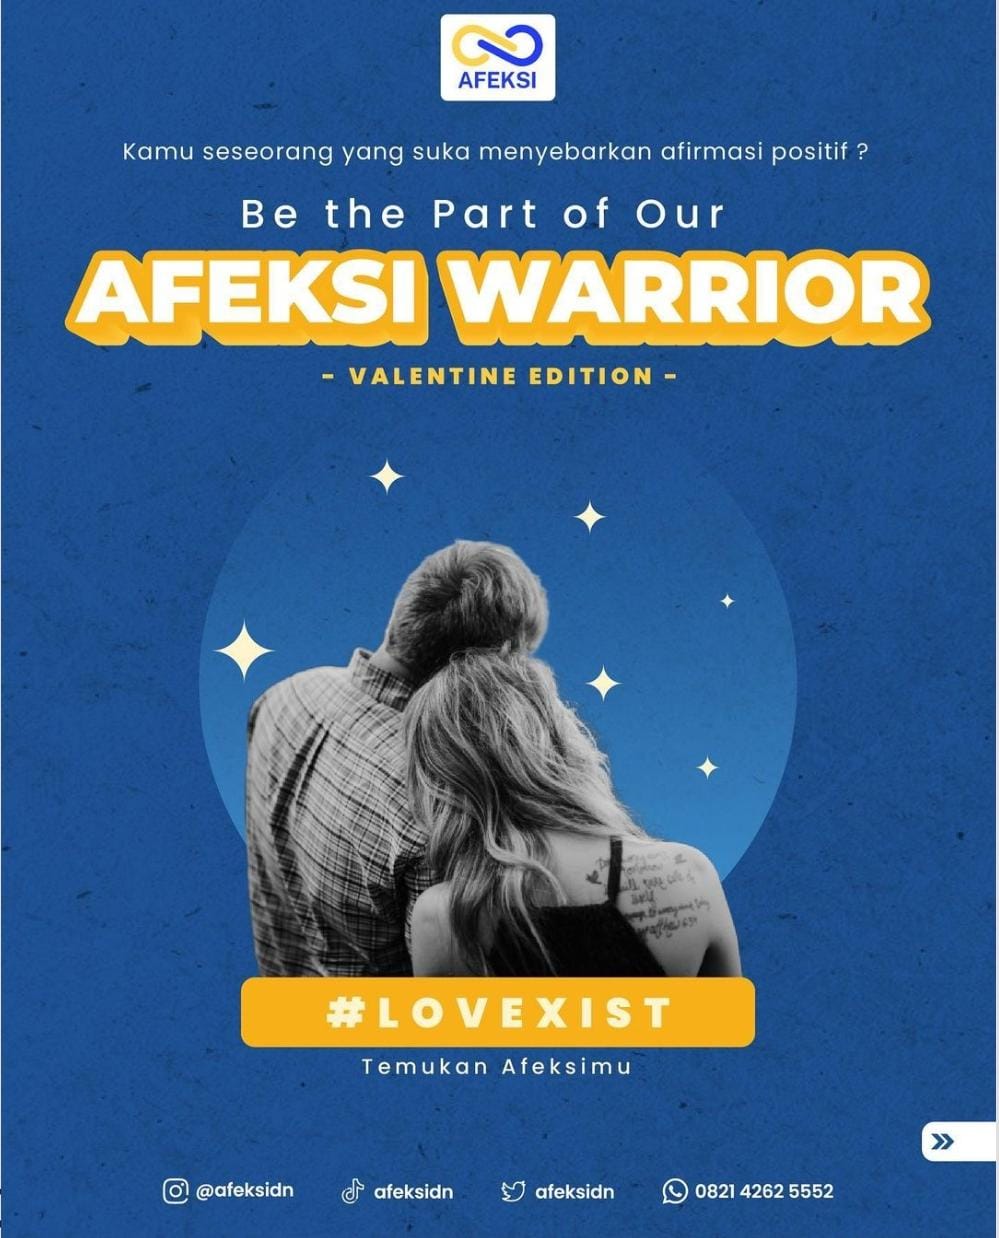 AFEKSI
Kamu seseorang yang suka menyebarkan afirmasi positif ?
Be the Part of Our
AFEKSI WARRIOR
- VALENTINE EDITION -
#LOVEXIST
Temukan Afeksimu
@afeksidn
afeksidn
afeksidn
0821 4262 5552